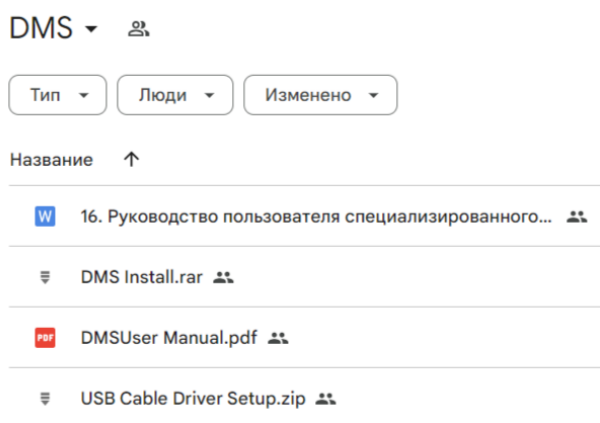 DMS
Тип Люди Изменено
Название
16. Руководство пользователя специализированного...
DMS Install.rar
DMSUser Manual.pdf
USB Cable Driver Setup.zip